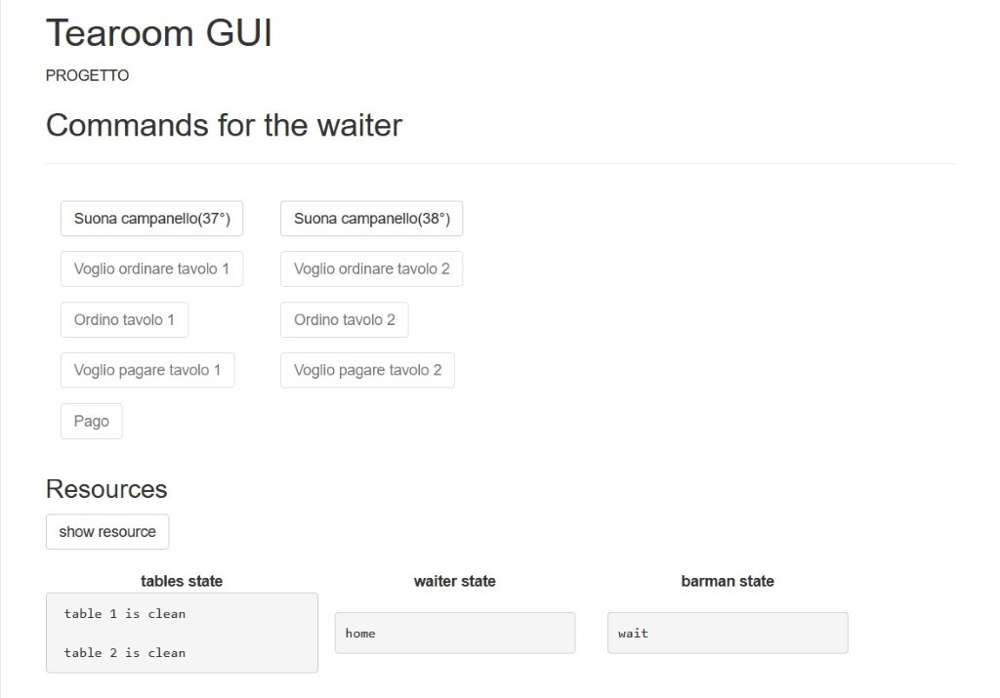 Tearoom GUI
PROGETTO
Commands for the waiter
Suona campanello(37°) Suona campanello(38°)
Voglio ordinare tavolo 1 Voglio ordinare tavolo 2
Ordino tavolo 1 Ordino tavolo 2
Voglio pagare tavolo 1 Voglio pagare tavolo 2
Pago
Resources
show resource
tables state waiter state barman state
table 1 is clean
home wait
table 2 is clean